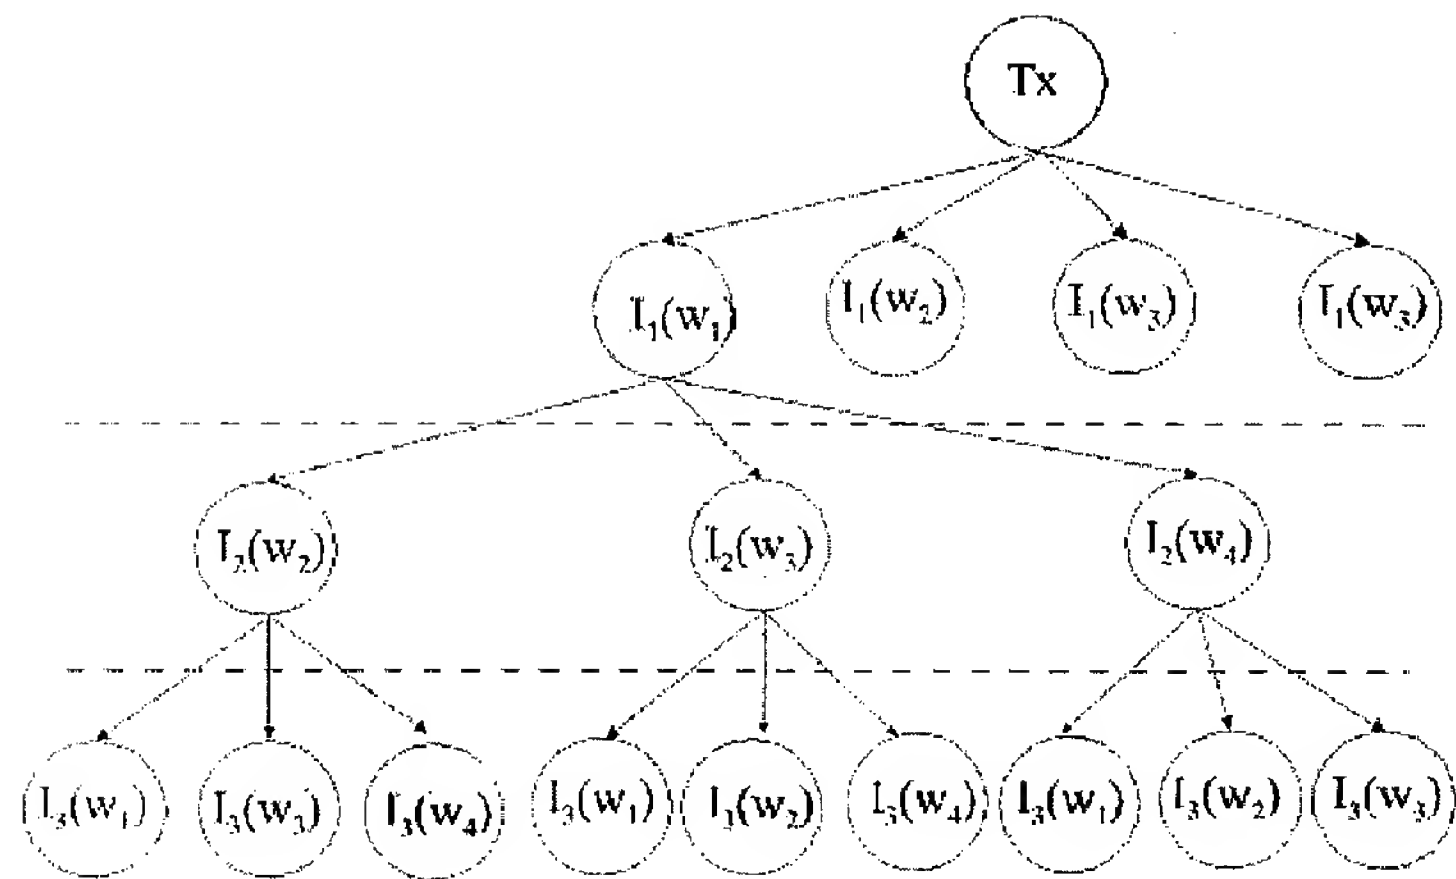 Tx
I₁(w₁) I₁(w₂) I₁(w₃) I₁(w₃)
I₂(w₂) I₂(w₃) I₂(w₄)
I₃(w₁) I₃(w₃) I₃(w₄) I₃(w₁) I₃(w₂) I₃(w₄) I₃(w₁) I₃(w₂) I₃(w₃)